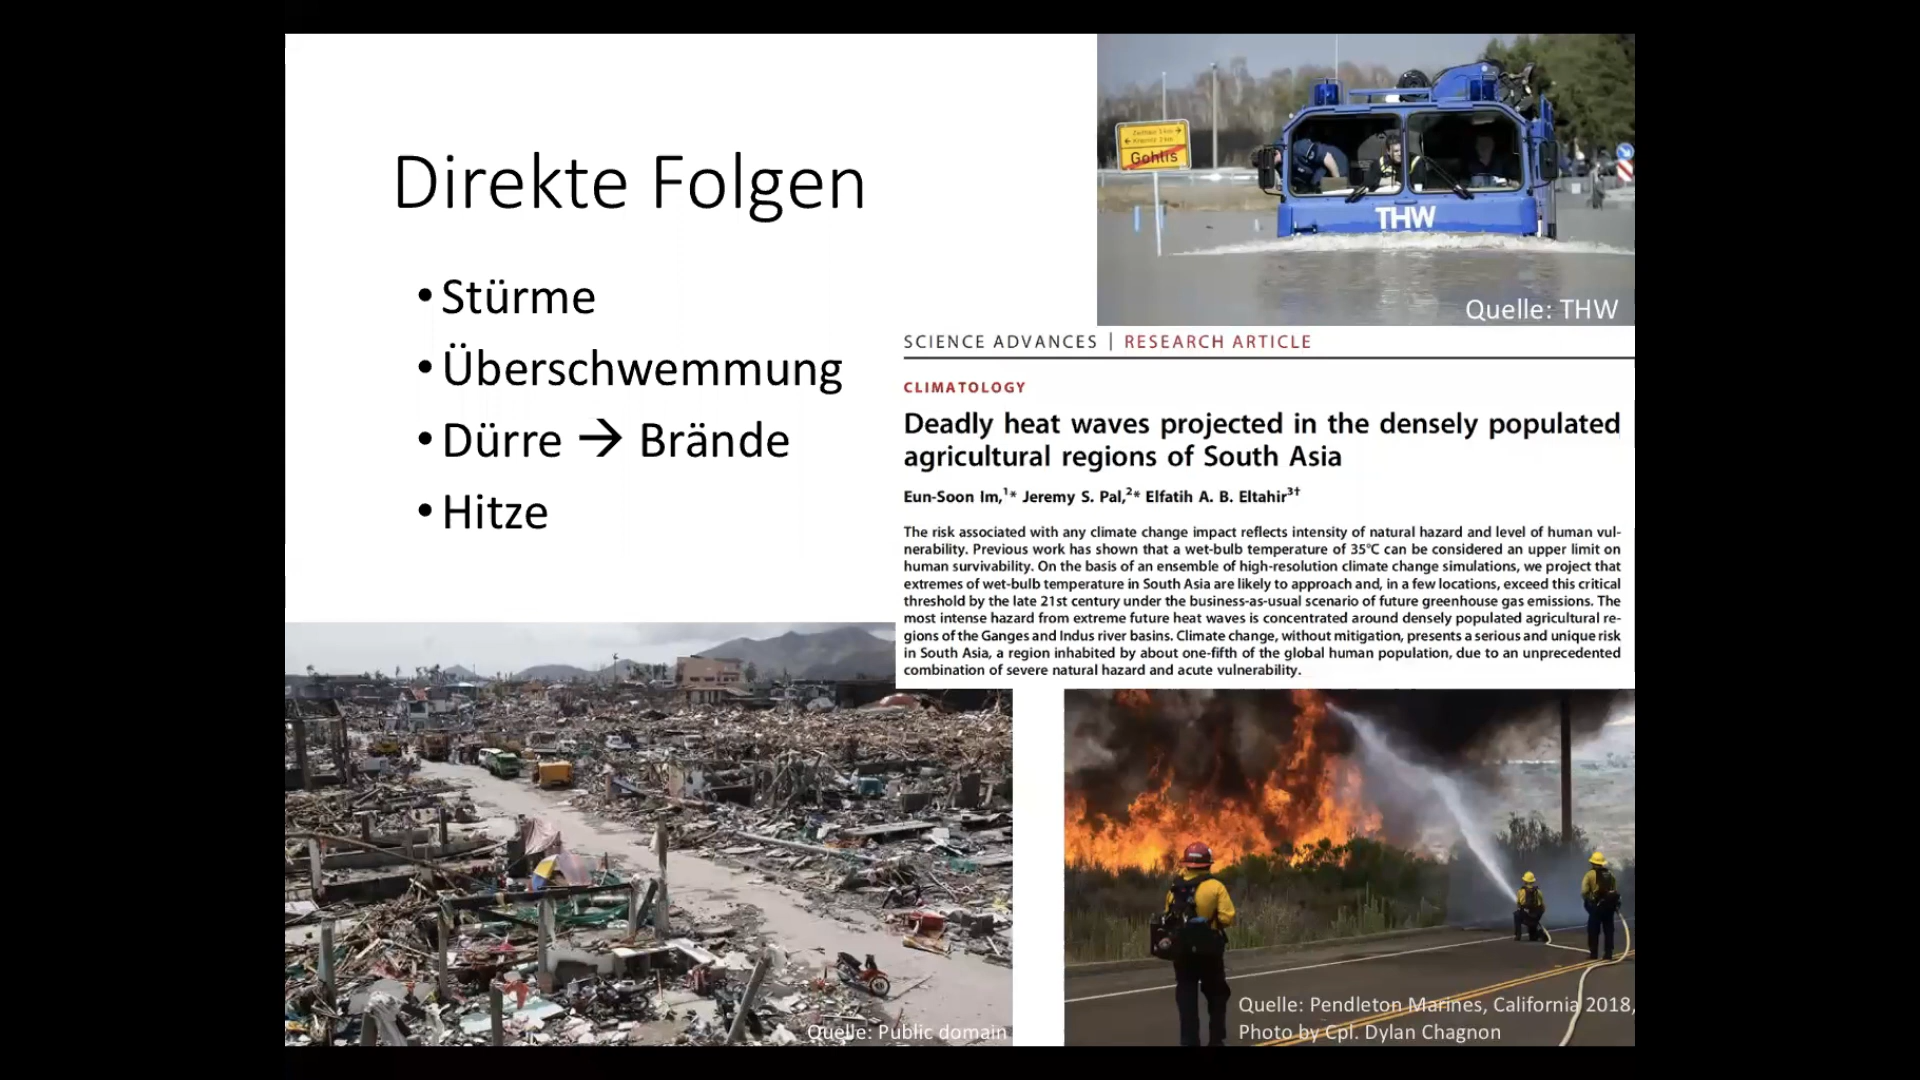 Direkte Folgen
• Stürme
• Überschwemmung
• Dürre → Brände
• Hitze
Gohlis
THW
Quelle: THW
SCIENCE ADVANCES | RESEARCH ARTICLE
CLIMATOLOGY
Deadly heat waves projected in the densely populated
agricultural regions of South Asia
Eun-Soon Im,¹* Jeremy S. Pal,²* Elfatih A. B. Eltahir³†
The risk associated with any climate change impact reflects intensity of natural hazard and level of human vul-
nerability. Previous work has shown that a wet-bulb temperature of 35°C can be considered an upper limit on
human survivability. On the basis of an ensemble of high-resolution climate change simulations, we project that
extremes of wet-bulb temperature in South Asia are likely to approach and, in a few locations, exceed this critical
threshold by the late 21st century under the business-as-usual scenario of future greenhouse gas emissions. The
most intense hazard from extreme future heat waves is concentrated around densely populated agricultural re-
gions of the Ganges and Indus river basins. Climate change, without mitigation, presents a serious and unique risk
in South Asia, a region inhabited by about one-fifth of the global human population, due to an unprecedented
combination of severe natural hazard and acute vulnerability.
Quelle: Public domain
Quelle: Pendleton Marines, California 2018,
Photo by Cpl. Dylan Chagnon